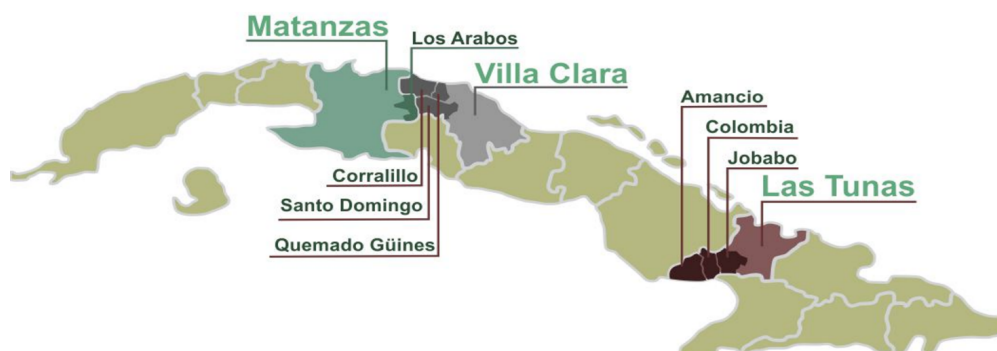 Matanzas
Los Arabos
Villa Clara
Corralillo
Santo Domingo
Quemado Güines
Amancio
Colombia
Jobabo
Las Tunas